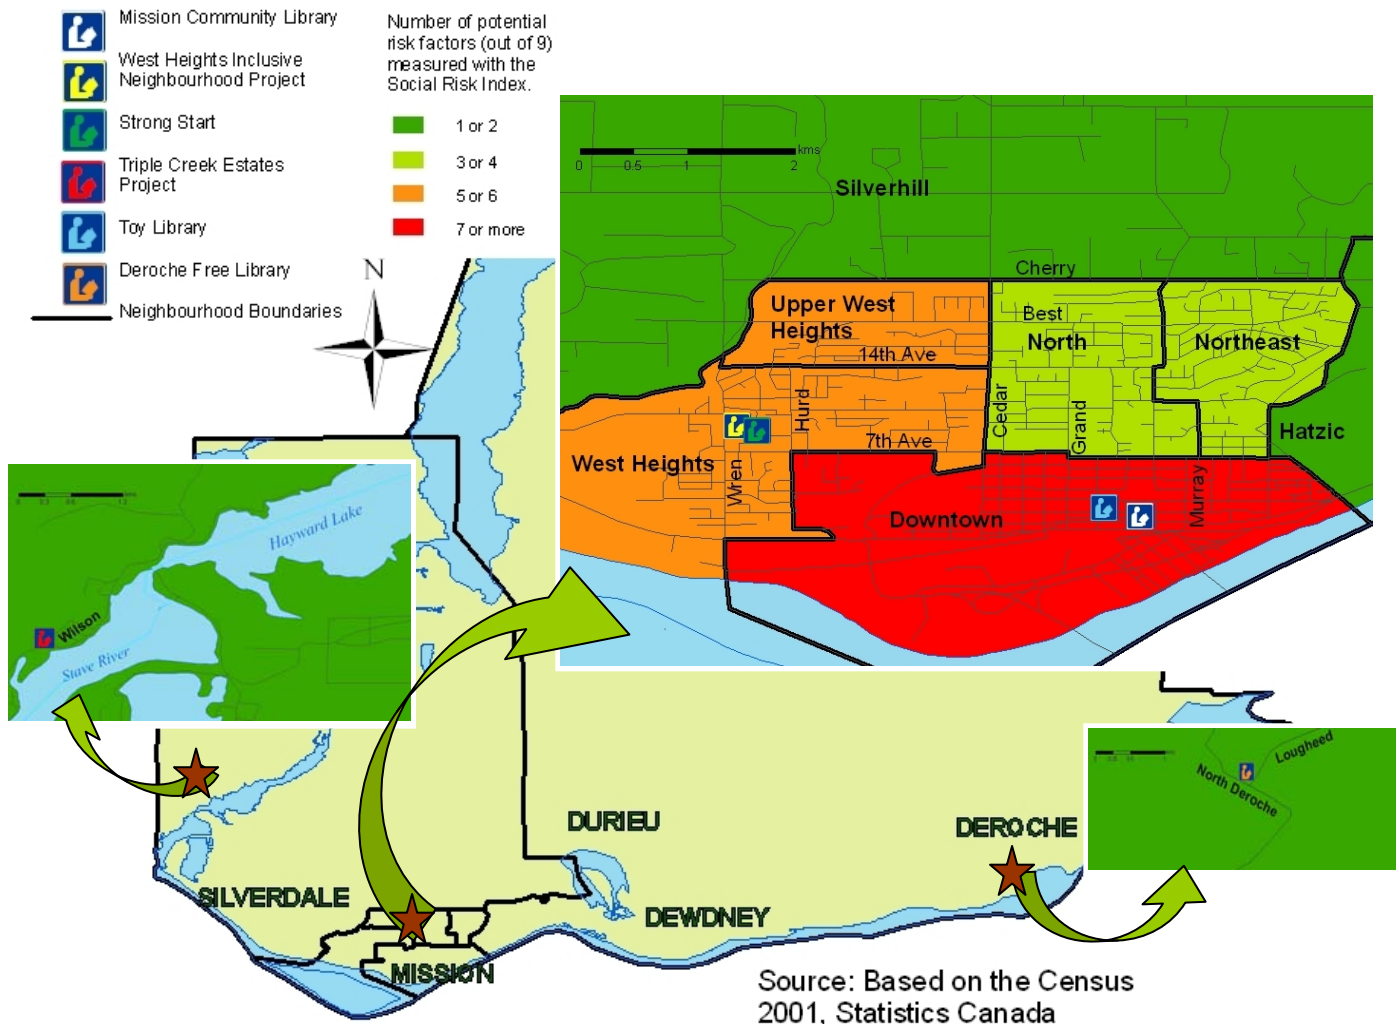 Mission Community Library
West Heights Inclusive
Neighbourhood Project
Strong Start
Triple Creek Estates
Project
Toy Library
Deroche Free Library
Neighbourhood Boundaries
Number of potential
risk factors (out of 9)
measured with the
Social Risk Index.
1 or 2
3 or 4
5 or 6
7 or more
N
0 0.5 1 2 kms
Silverhill
Cherry
Upper West
Heights
Best
North
Northeast
14th Ave
Hurd
Cedar
Grand
7th Ave
Hatzic
West Heights
Wren
Murray
Downtown
Hayward Lake
Wilson
Stave River
Lougheed
North Deroche
DURIEU
DEROCHE
SILVERDALE
DEWDNEY
MISSION
Source: Based on the Census
2001, Statistics Canada